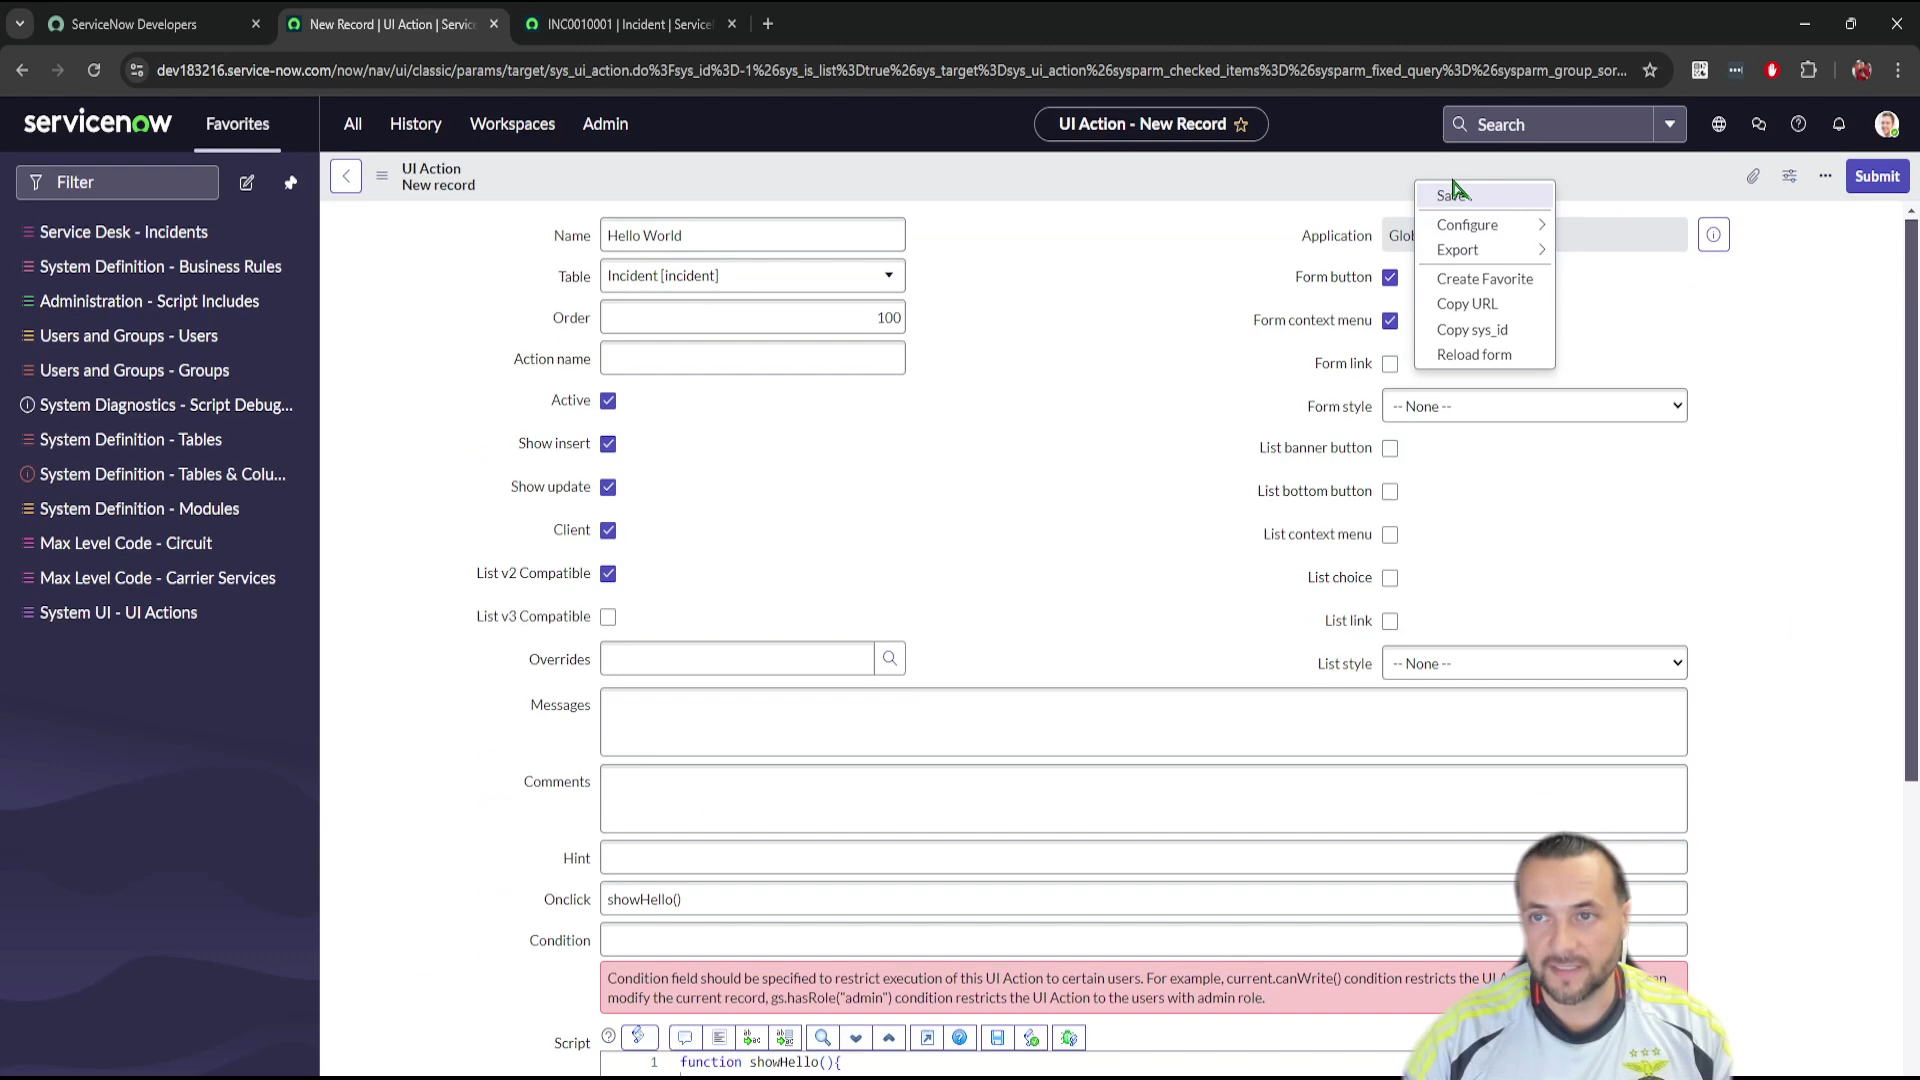 ServiceNow Developers
New Record | UI Action | Service
INC0010001 | Incident | Service
dev183216.service-now.com/now/nav/ui/classic/params/target/sys_ui_action.do%3Fsys_id%3D-1%26sys_is_list%3Dtrue%26sys_target%3Dsys_ui_action%26sysparm_checked_items%3D%26sysparm_fixed_query%3D%26sysparm_group_sor...
servicenow
Favorites
All
History
Workspaces
Admin
UI Action - New Record
Search
Filter
UI Action
New record
Submit
Service Desk - Incidents
System Definition - Business Rules
Administration - Script Includes
Users and Groups - Users
Users and Groups - Groups
System Diagnostics - Script Debug...
System Definition - Tables
System Definition - Tables & Colu...
System Definition - Modules
Max Level Code - Circuit
Max Level Code - Carrier Services
System UI - UI Actions
Name
Hello World
Table
Incident [incident]
Order
100
Action name
Active
Show insert
Show update
Client
List v2 Compatible
List v3 Compatible
Overrides
Application
Form button
Form context menu
Form link
Form style
-- None --
List banner button
List bottom button
List context menu
List choice
List link
List style
-- None --
Save
Configure
Export
Create Favorite
Copy URL
Copy sys_id
Reload form
Messages
Comments
Hint
Onclick
showHello()
Condition
Condition field should be specified to restrict execution of this UI Action to certain users. For example, current.canWrite() condition restricts the UI
modify the current record, gs.hasRole("admin") condition restricts the UI Action to the users with admin role.
Script
1 function showHello(){